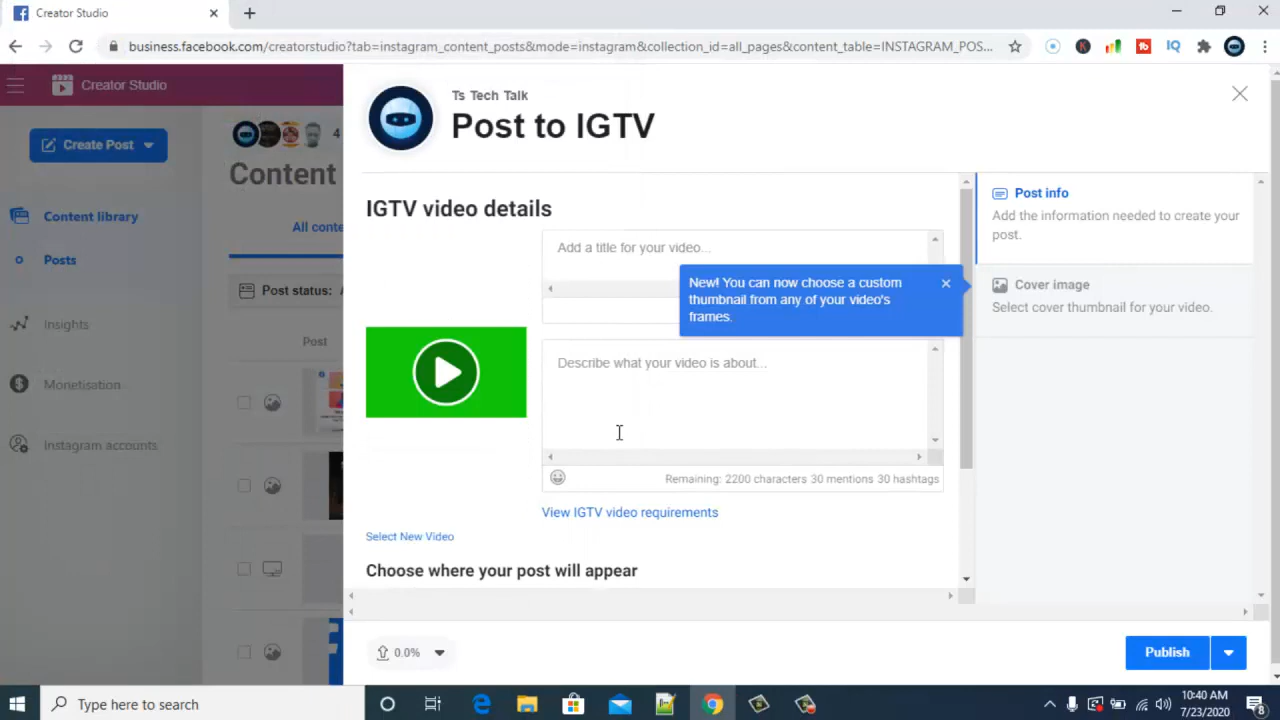 Creator Studio
business.facebook.com/creatorstudio?tab=instagram_content_posts&mode=instagram&collection_id=all_pages&content_table=INSTAGRAM_POS...
Creator Studio
Ts Tech Talk
Post to IGTV
Create Post
4
Content
Content library
All conte
Posts
Post status: A
Insights
Post
Monetisation
Instagram accounts
IGTV video details
Add a title for your video...
New! You can now choose a custom
thumbnail from any of your video's
frames.
Describe what your video is about...
Remaining: 2200 characters 30 mentions 30 hashtags
View IGTV video requirements
Select New Video
Choose where your post will appear
Post info
Add the information needed to create your
post.
Cover image
Select cover thumbnail for your video.
0.0%
Publish
Type here to search
10:40 AM
7/23/2020
8